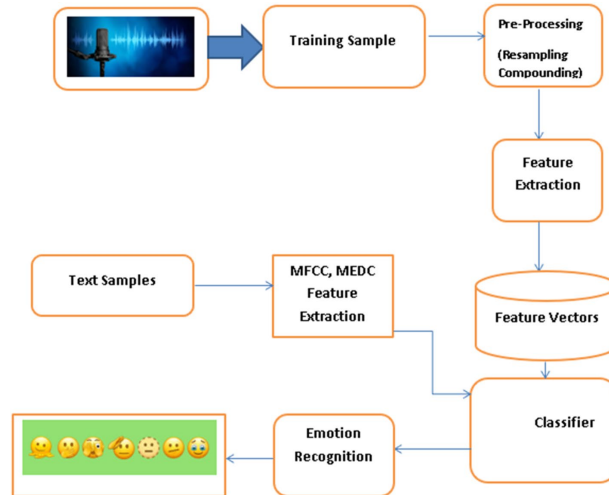 Training Sample
Pre-Processing
(Resampling
Compounding)
Feature
Extraction
Text Samples
MFCC, MEDC
Feature
Extraction
Feature Vectors
Classifier
Emotion
Recognition